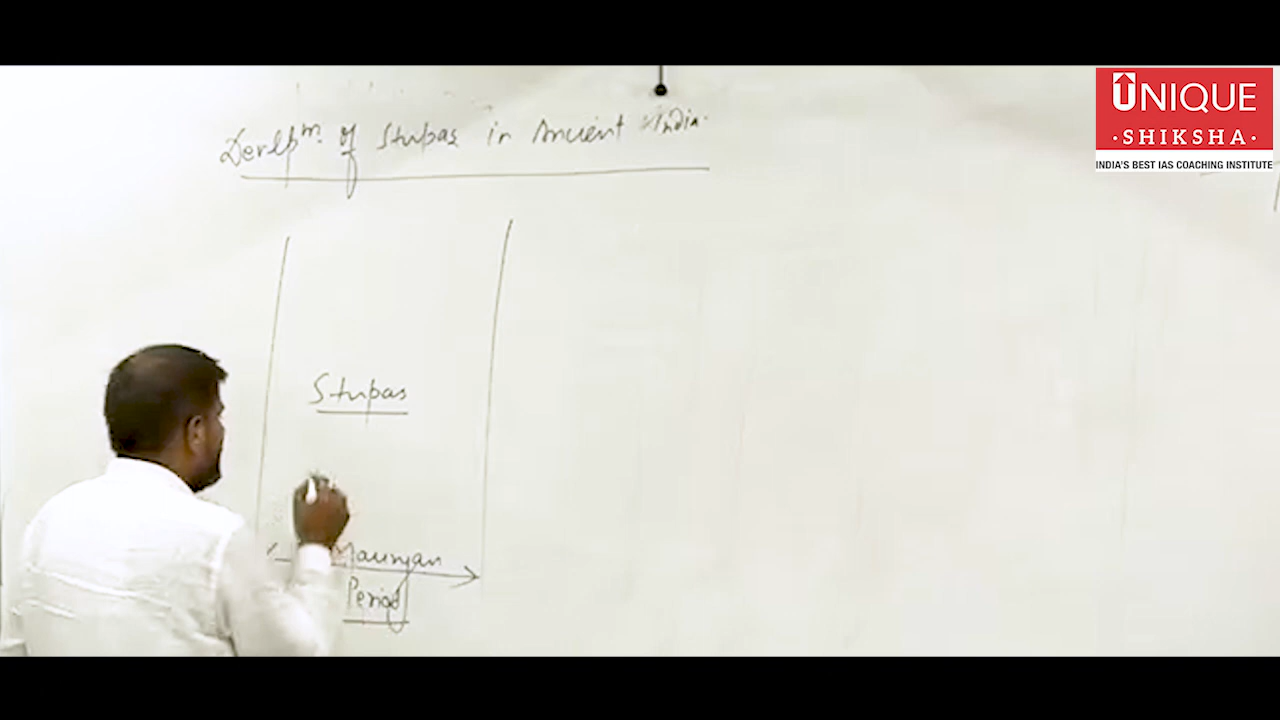 Devlpm. of Stupas in Ancient India.
UNIQUE
·SHIKSHA·
INDIA'S BEST IAS COACHING INSTITUTE
Stupas
Mauryan
Period